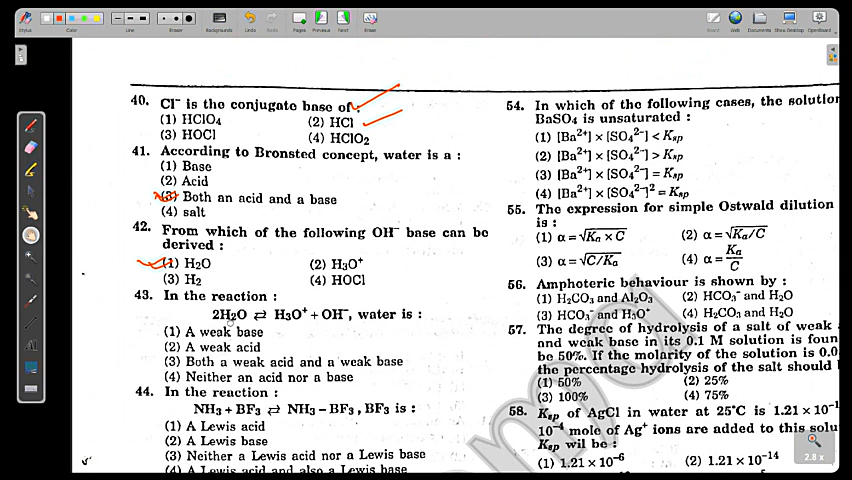 Stylus
Color
Line
Eraser
Backgrounds
Undo
Redo
Pages
Previous
Next
Erase
Board
Web
Documents
Show Desktop
OpenBoard
40. Cl⁻ is the conjugate base of :
(1) HClO₄ (2) HCl
(3) HOCl (4) HClO₂
41. According to Bronsted concept, water is a :
(1) Base
(2) Acid
(3) Both an acid and a base
(4) salt
42. From which of the following OH⁻ base can be
derived :
(1) H₂O (2) H₃O⁺
(3) H₂ (4) HOCl
43. In the reaction :
2H₂O ⇄ H₃O⁺ + OH⁻, water is :
(1) A weak base
(2) A weak acid
(3) Both a weak acid and a weak base
(4) Neither an acid nor a base
44. In the reaction :
NH₃ + BF₃ ⇄ NH₃ – BF₃, BF₃ is :
(1) A Lewis acid
(2) A Lewis base
(3) Neither a Lewis acid nor a Lewis base
(4) A Lewis acid and also a Lewis base
54. In which of the following cases, the solution
BaSO4 is unsaturated :
(1) [Ba²⁺] × [SO₄²⁻] < Ksp
(2) [Ba²⁺] × [SO₄²⁻] > Ksp
(3) [Ba²⁺] × [SO₄²⁻] = Ksp
(4) [Ba²⁺] × [SO₄²⁻]² = Ksp
55. The expression for simple Ostwald dilution
is :
(1) α = √(Kₐ × C) (2) α = √(Kₐ/C)
(3) α = √(C/Kₐ) (4) α = Kₐ/C
56. Amphoteric behaviour is shown by :
(1) H₂CO₃ and Al₂O₃ (2) HCO₃⁻ and H₂O
(3) HCO₃⁻ and H₃O⁺ (4) H₂CO₃ and H₂O
57. The degree of hydrolysis of a salt of weak
and weak base in its 0.1 M solution is foun
be 50%. If the molarity of the solution is 0.0
the percentage hydrolysis of the salt should
(1) 50% (2) 25%
(3) 100% (4) 75%
58. Ksp of AgCl in water at 25°C is 1.21 × 10⁻¹
10⁻⁴ mole of Ag⁺ ions are added to this solu
Ksp will be :
(1) 1.21 × 10⁻⁶ (2) 1.21 × 10⁻¹⁴
2.8 x